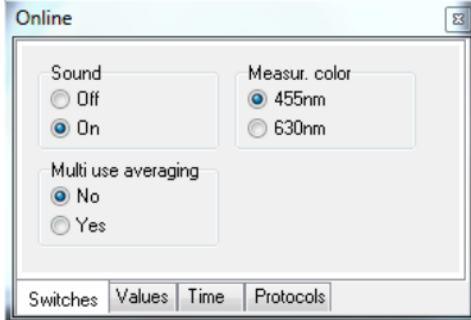 Online
Sound
Off
On
Measur. color
455nm
630nm
Multi use averaging
No
Yes
Switches Values Time Protocols